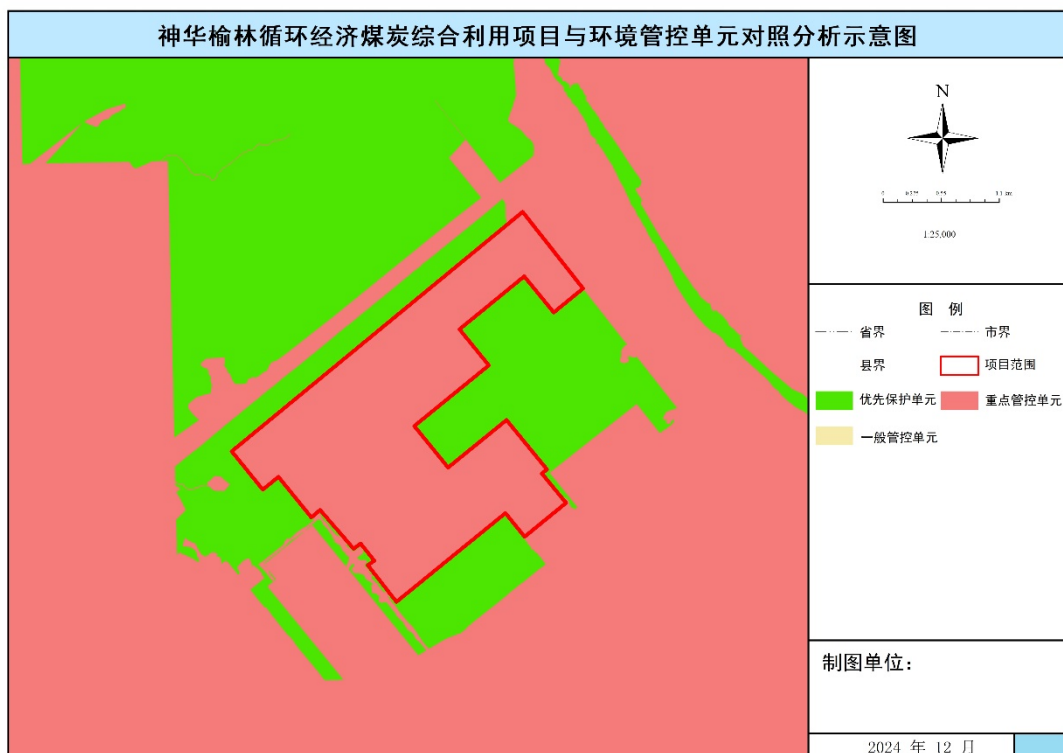 神华榆林循环经济煤炭综合利用项目与环境管控单元对照分析示意图
N
1:25,000
图 例
省界
市界
县界
项目范围
优先保护单元
重点管控单元
一般管控单元
制图单位：
2024 年 12 月